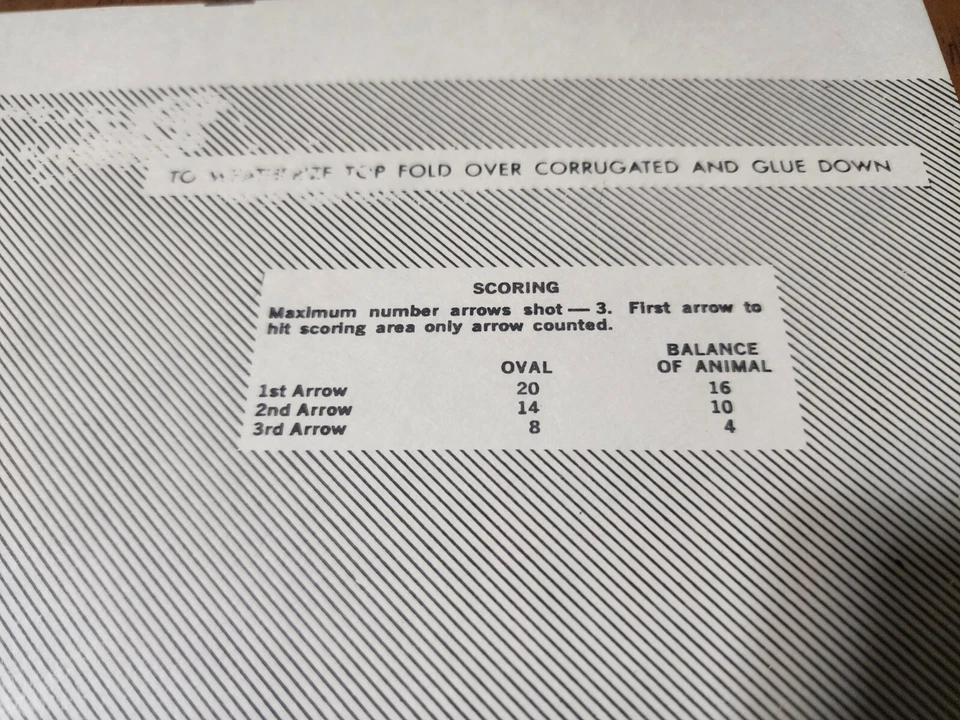 TO WEATHERIZE TOP FOLD OVER CORRUGATED AND GLUE DOWN
SCORING
Maximum number arrows shot — 3. First arrow to
hit scoring area only arrow counted.
OVAL BALANCE OF ANIMAL
1st Arrow 20 16
2nd Arrow 14 10
3rd Arrow 8 4